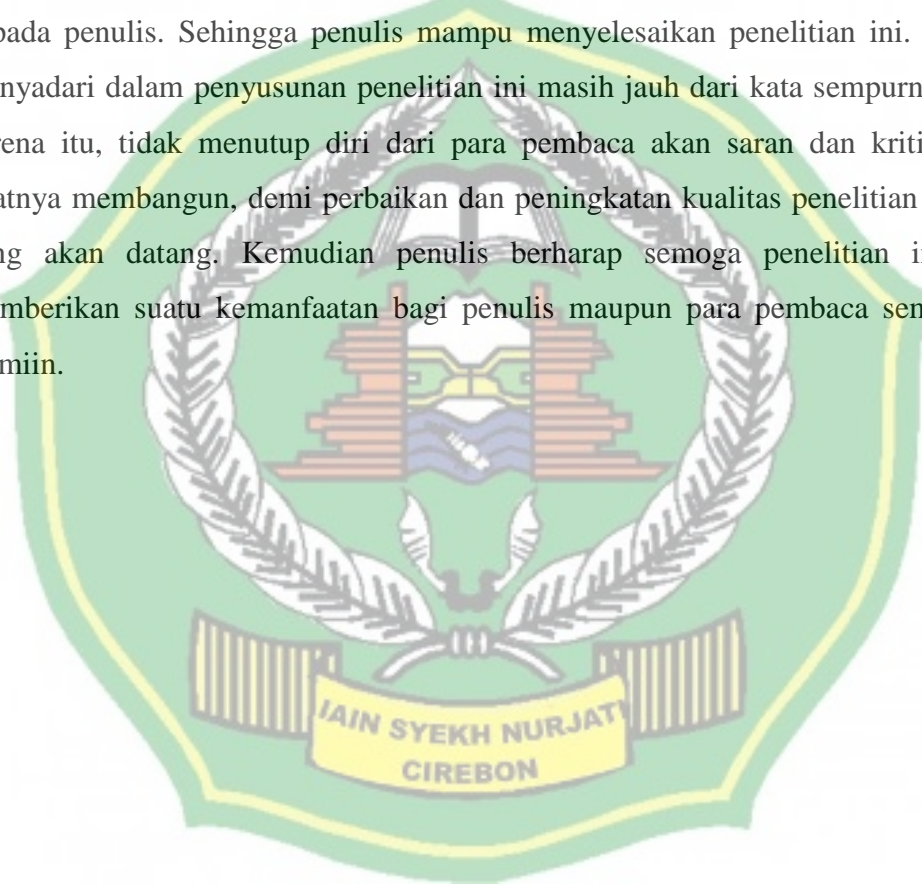 pada penulis. Sehingga penulis mampu menyelesaikan penelitian ini.
nyadari dalam penyusunan penelitian ini masih jauh dari kata sempurn
rena itu, tidak menutup diri dari para pembaca akan saran dan kriti
atnya membangun, demi perbaikan dan peningkatan kualitas penelitian
ng akan datang. Kemudian penulis berharap semoga penelitian i
mberikan suatu kemanfaatan bagi penulis maupun para pembaca sem
miin.
IAIN SYEKH NURJATI
CIREBON